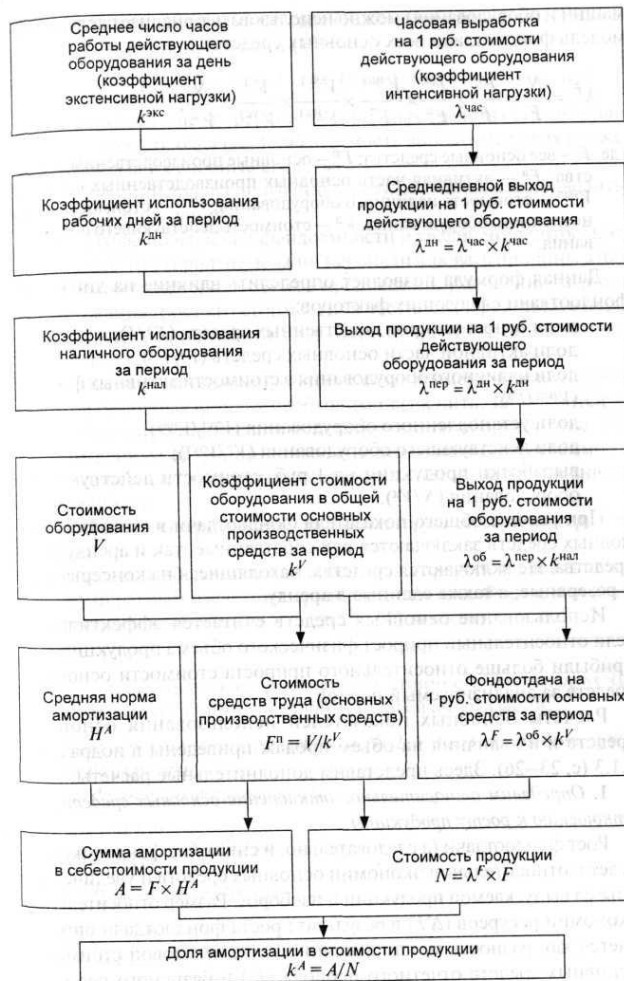 Среднее число часов
работы действующего
оборудования за день
(коэффициент
экстенсивной нагрузки)
k^экс
Часовая выработка
на 1 руб. стоимости
действующего
оборудования
(коэффициент
интенсивной нагрузки)
λ^час
Коэффициент использования
рабочих дней за период
k^дн
Среднедневной выход
продукции на 1 руб. стоимости
действующего оборудования
λ^дн = λ^час × k^час
Коэффициент использования
наличного оборудования
за период
k^нал
Выход продукции на 1 руб. стоимости
действующего
оборудования за период
λ^пер = λ^дн × k^дн
Стоимость
оборудования
V
Коэффициент стоимости
оборудования в общей
стоимости основных
производственных
средств за период
k^V
Выход продукции
на 1 руб. стоимости
оборудования
за период
λ^об = λ^пер × k^нал
Средняя норма
амортизации
H^A
Стоимость
средств труда (основных
производственных средств)
F^п = V/k^V
Фондоотдача на
1 руб. стоимости основных
средств за период
λ^F = λ^об × k^V
Сумма амортизации
в себестоимости продукции
A = F × H^A
Стоимость продукции
N = λ^F × F
Доля амортизации в стоимости продукции
k^A = A/N